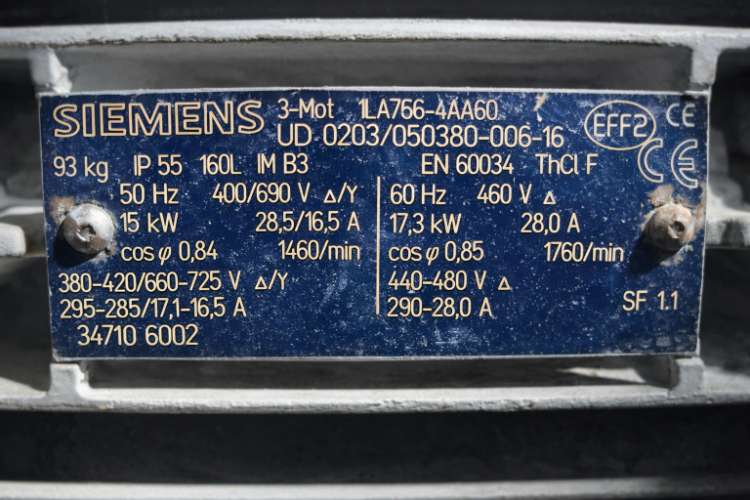 SIEMENS 3-Mot 1LA766-4AA60 EFF2 CE
UD 0203/050380-006-16
93 kg IP 55 160L IM B3 EN 60034 ThCl F CE
50 Hz 400/690 V Δ/Y 60 Hz 460 V Δ
15 kW 28,5/16,5 A 17,3 kW 28,0 A
cos φ 0,84 1460/min cos φ 0,85 1760/min
380-420/660-725 V Δ/Y 440-480 V Δ
295-285/17,1-16,5 A 290-28,0 A SF 1.1
34710 6002